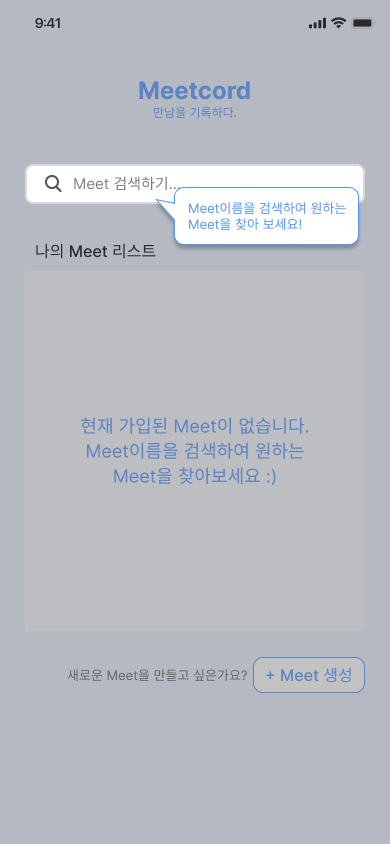 9:41
Meetcord
만남을 기록하다.
Meet 검색하기...
Meet이름을 검색하여 원하는
Meet을 찾아 보세요!
나의 Meet 리스트
현재 가입된 Meet이 없습니다.
Meet이름을 검색하여 원하는
Meet을 찾아보세요 :)
새로운 Meet을 만들고 싶은가요?
+ Meet 생성